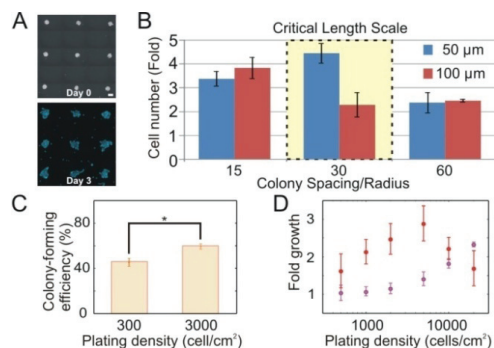 A
Day 0
Day 3
B
Critical Length Scale
Cell number (Fold)
5
4
3
2
1
0
50 µm
100 µm
15
30
60
Colony Spacing/Radius
C
Colony-forming
efficiency (%)
80
40
0
*
300
3000
Plating density (cells/cm²)
D
Fold growth
3
2
1
1000
10000
Plating density (cells/cm²)